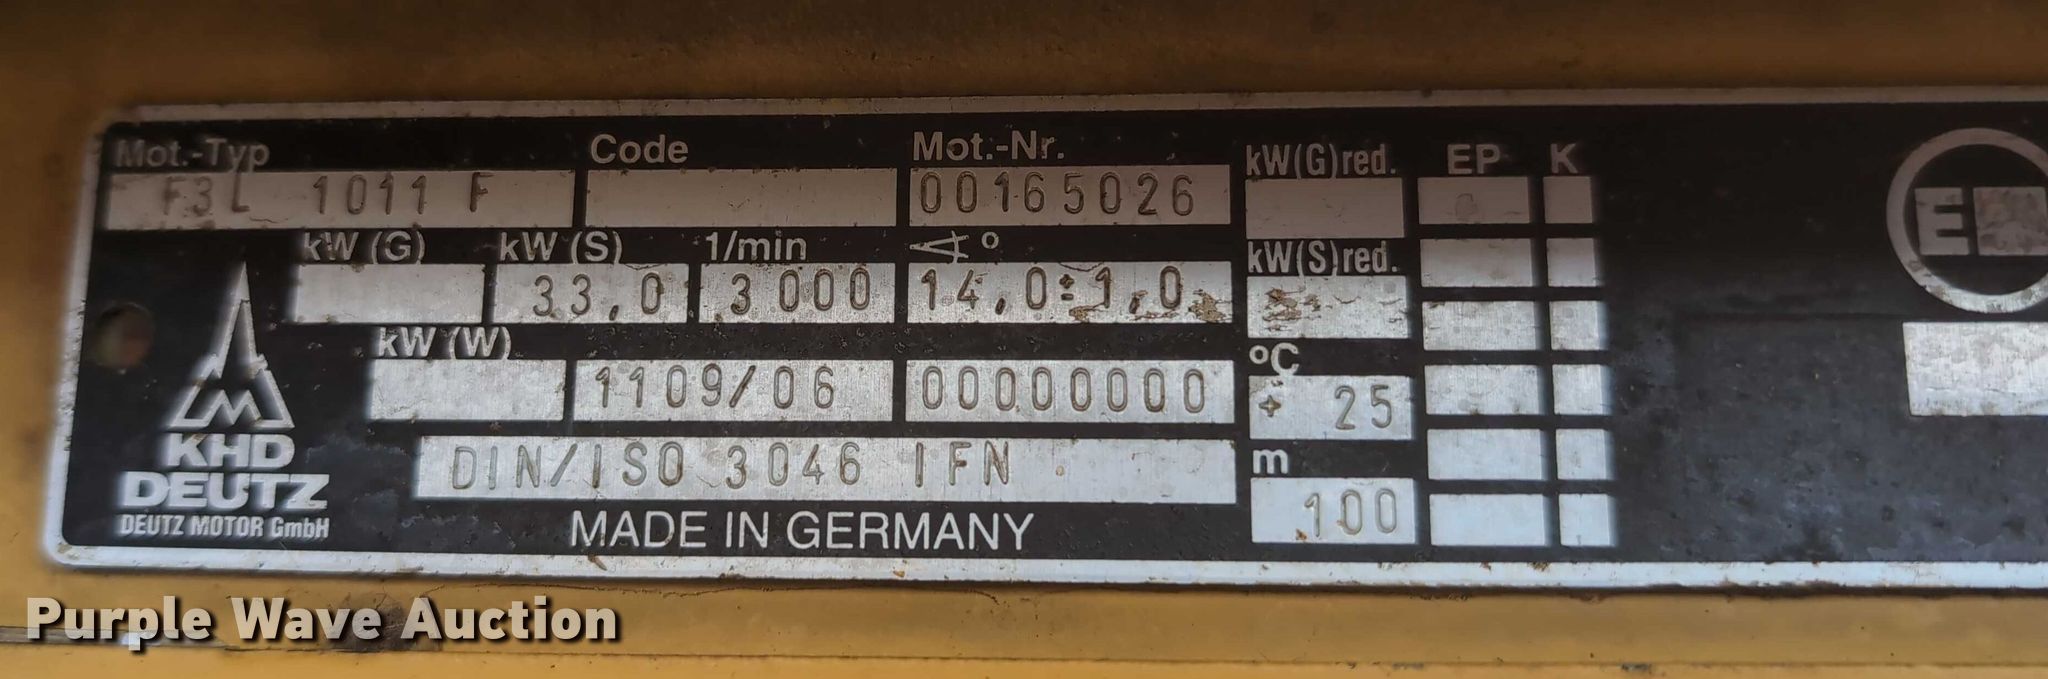 Mot.-Typ Code Mot.-Nr. kW(G)red. EP K
F3L 1011 F 00165026
kW (G) kW (S) 1/min ° kW(S)red.
33,0 3000 14,0:1,0
kW (W) °C
1109/06 00000000 + 25
DIN/ISO 3046 IFN m
100
MADE IN GERMANY
KHD
DEUTZ
DEUTZ MOTOR GmbH
E
Purple Wave Auction